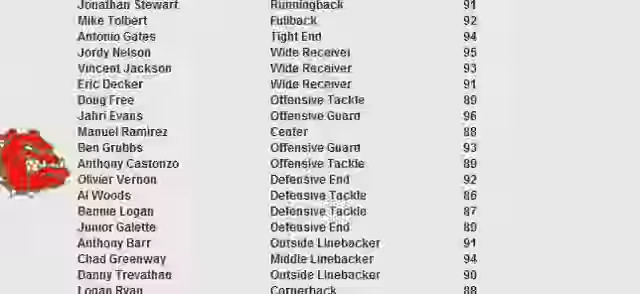 Jonathan Stewart Runningback 91
Mike Tolbert Fullback 92
Antonio Gates Tight End 94
Jordy Nelson Wide Receiver 95
Vincent Jackson Wide Receiver 93
Eric Decker Wide Receiver 91
Doug Free Offensive Tackle 89
Jahri Evans Offensive Guard 96
Manuel Ramirez Center 88
Ben Grubbs Offensive Guard 93
Anthony Castonzo Offensive Tackle 89
Olivier Vernon Defensive End 92
Al Woods Defensive Tackle 86
Bennie Logan Defensive Tackle 87
Junior Galette Defensive End 89
Anthony Barr Outside Linebacker 91
Chad Greenway Middle Linebacker 94
Danny Trevathan Outside Linebacker 90
Logan Ryan Cornerback 88